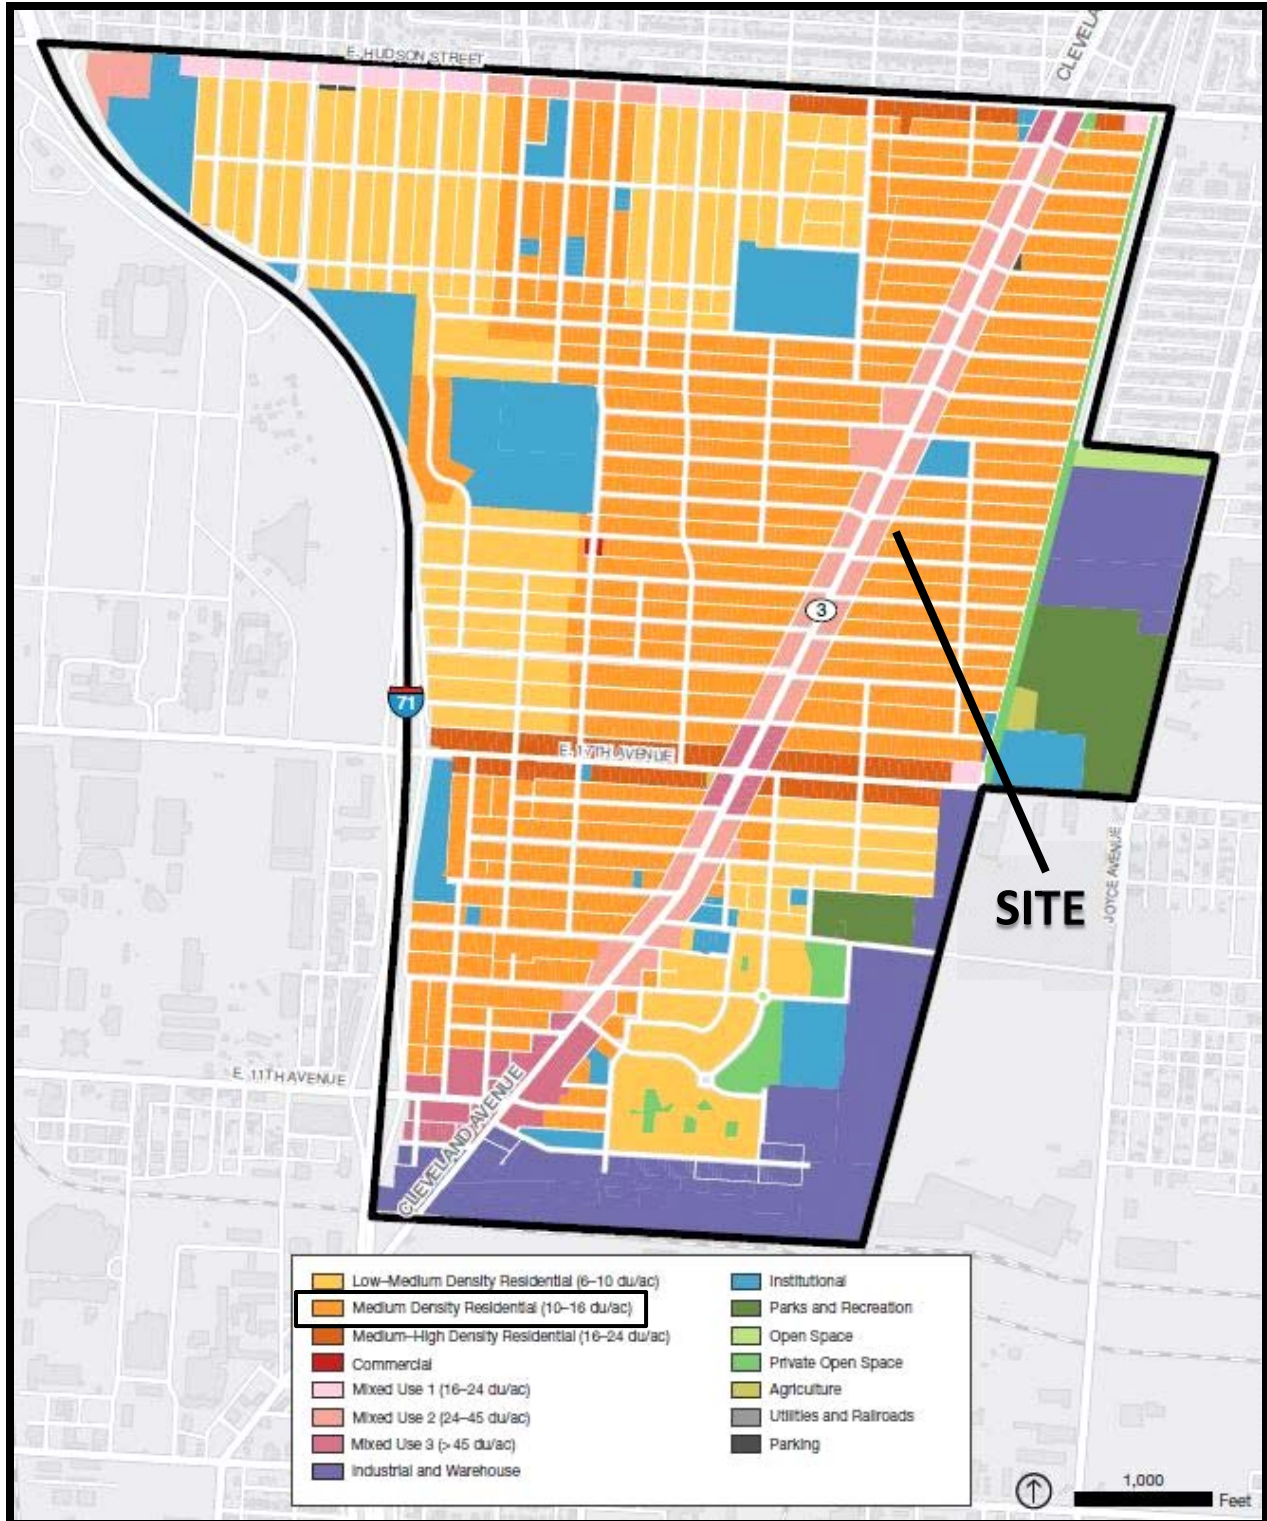 E. HUDSON STREET
CLEVELA
3
71
E. 17TH AVENUE
SITE
JOYCE AVENUE
E. 11TH AVENUE
CLEVELAND AVENUE
Low–Medium Density Residential (6–10 du/ac)
Medium Density Residential (10–16 du/ac)
Medium–High Density Residential (16–24 du/ac)
Commercial
Mixed Use 1 (16–24 du/ac)
Mixed Use 2 (24–45 du/ac)
Mixed Use 3 (> 45 du/ac)
Industrial and Warehouse
Institutional
Parks and Recreation
Open Space
Private Open Space
Agriculture
Utilities and Railroads
Parking
1,000
Feet